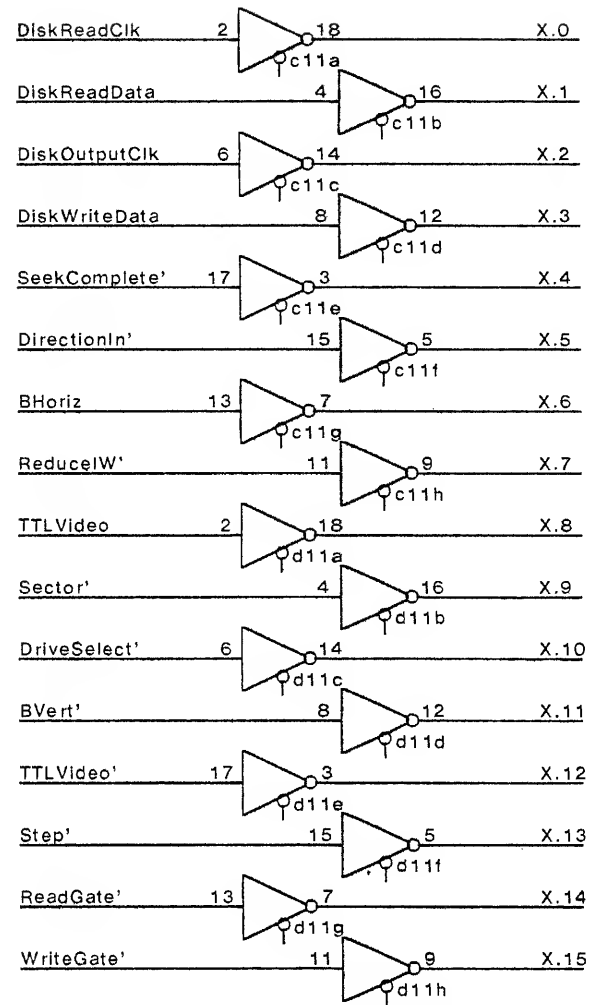 DiskReadClk 2 18 X.0
c11a
DiskReadData 4 16 X.1
c11b
DiskOutputClk 6 14 X.2
c11c
DiskWriteData 8 12 X.3
c11d
SeekComplete' 17 3 X.4
c11e
DirectionIn' 15 5 X.5
c11f
BHoriz 13 7 X.6
c11g
ReduceIW' 11 9 X.7
c11h
TTLVideo 2 18 X.8
d11a
Sector' 4 16 X.9
d11b
DriveSelect' 6 14 X.10
d11c
BVert' 8 12 X.11
d11d
TTLVideo' 17 3 X.12
d11e
Step' 15 5 X.13
d11f
ReadGate' 13 7 X.14
d11g
WriteGate' 11 9 X.15
d11h